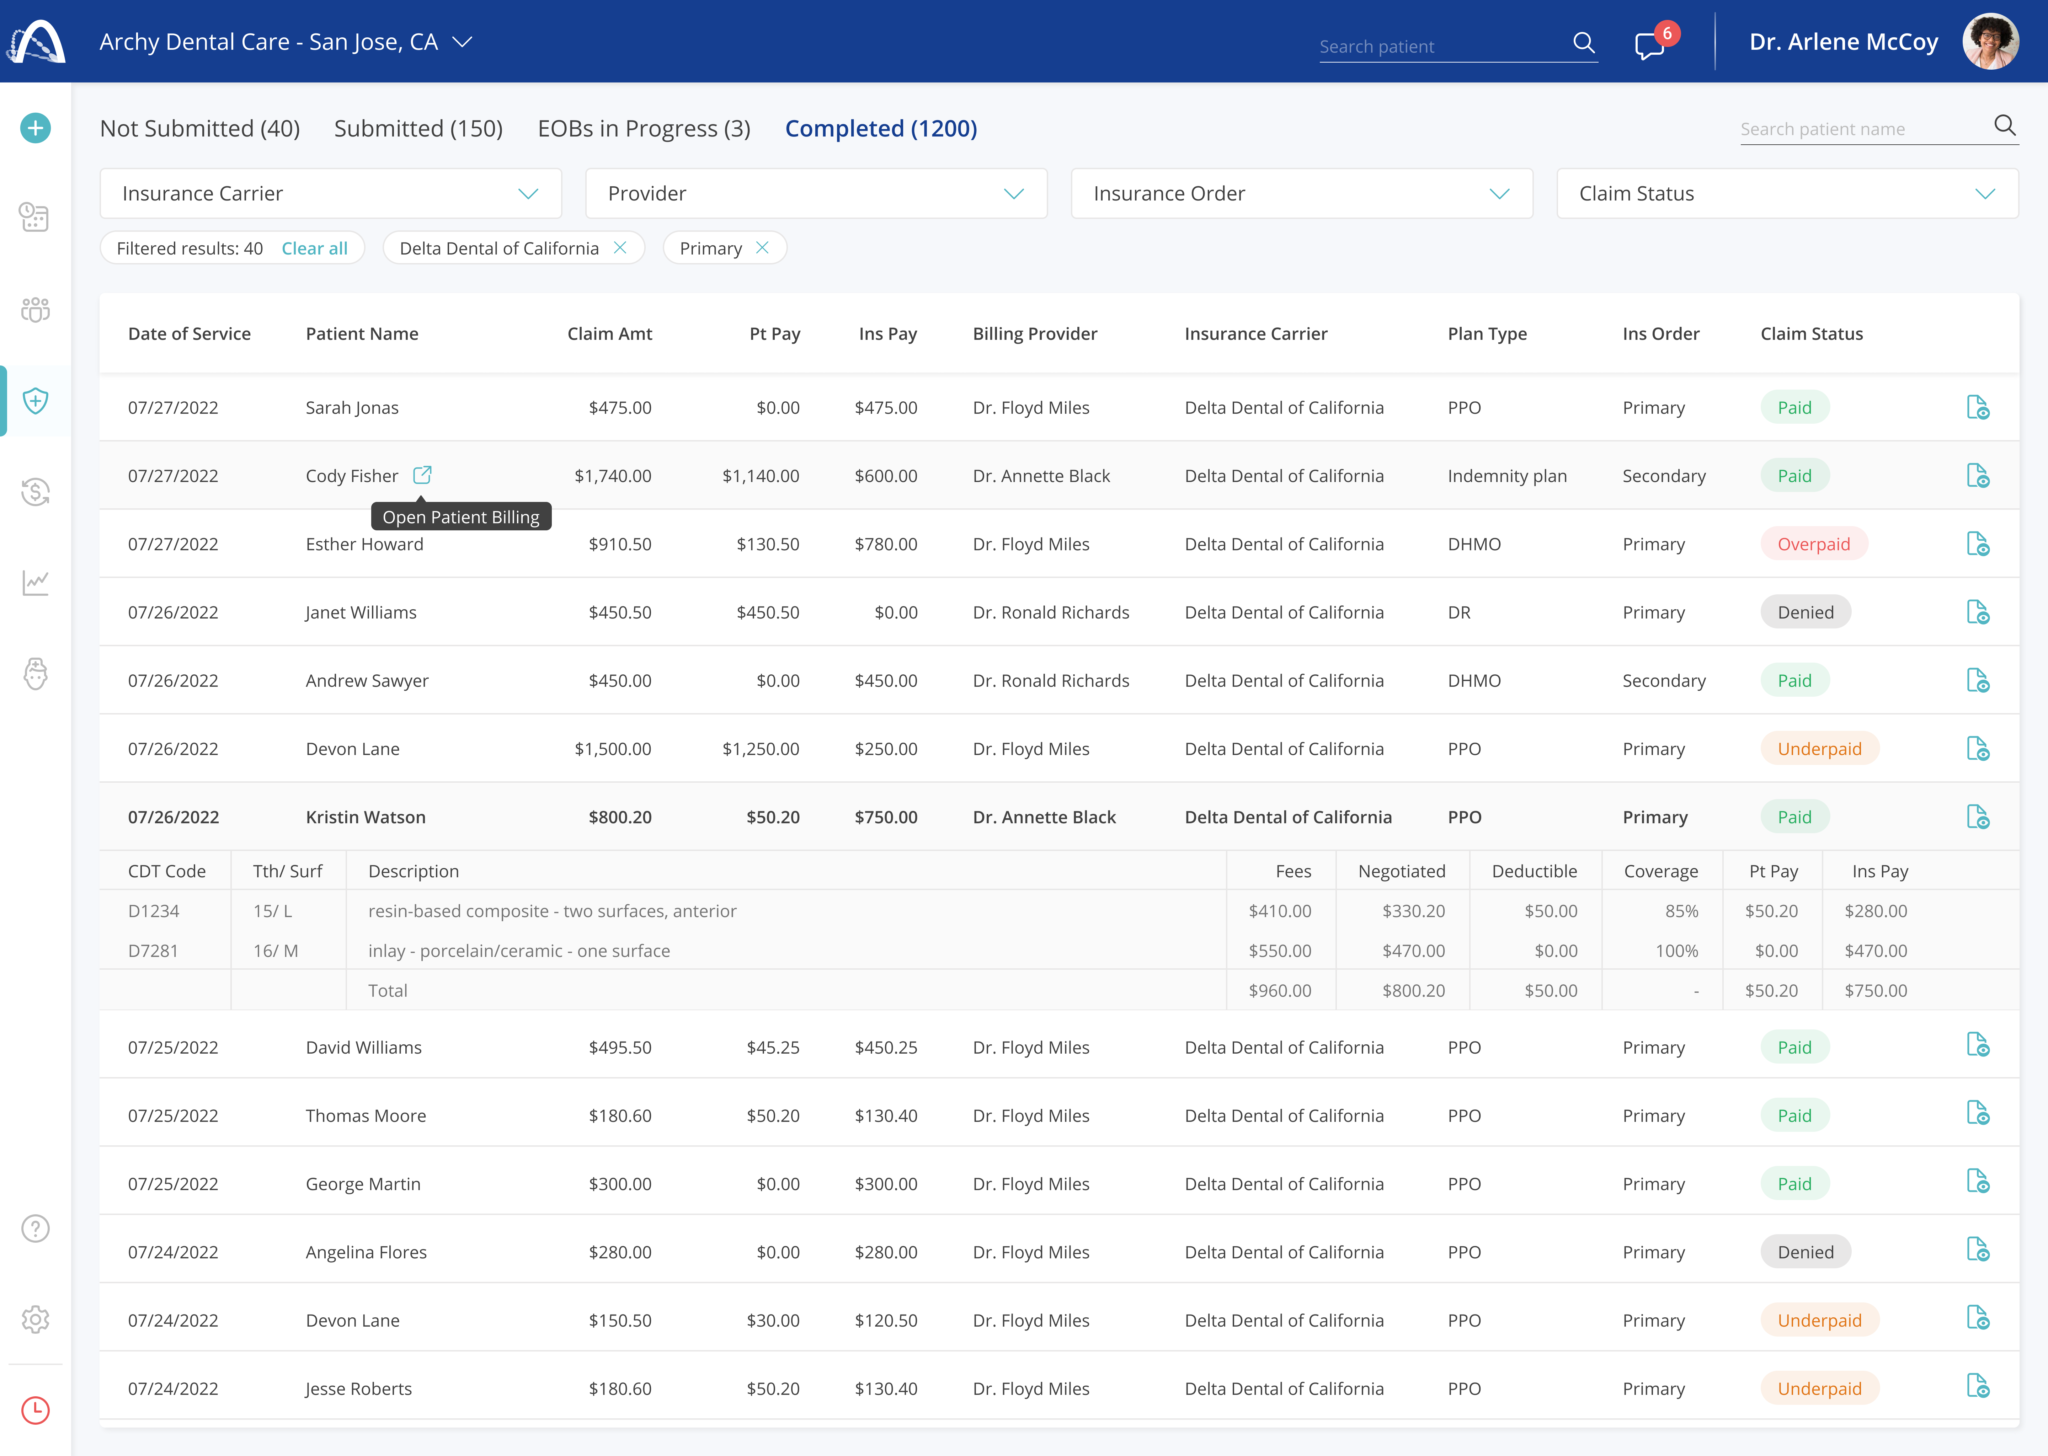 Archy Dental Care - San Jose, CA
Search patient
6
Dr. Arlene McCoy
Not Submitted (40) Submitted (150) EOBs in Progress (3) Completed (1200)
Search patient name
Insurance Carrier Provider Insurance Order Claim Status
Filtered results: 40 Clear all Delta Dental of California Primary
Date of Service Patient Name Claim Amt Pt Pay Ins Pay Billing Provider Insurance Carrier Plan Type Ins Order Claim Status
07/27/2022 Sarah Jonas $475.00 $0.00 $475.00 Dr. Floyd Miles Delta Dental of California PPO Primary Paid
07/27/2022 Cody Fisher $1,740.00 $1,140.00 $600.00 Dr. Annette Black Delta Dental of California Indemnity plan Secondary Paid
Open Patient Billing
07/27/2022 Esther Howard $910.50 $130.50 $780.00 Dr. Floyd Miles Delta Dental of California DHMO Primary Overpaid
07/26/2022 Janet Williams $450.50 $450.50 $0.00 Dr. Ronald Richards Delta Dental of California DR Primary Denied
07/26/2022 Andrew Sawyer $450.00 $0.00 $450.00 Dr. Ronald Richards Delta Dental of California DHMO Secondary Paid
07/26/2022 Devon Lane $1,500.00 $1,250.00 $250.00 Dr. Floyd Miles Delta Dental of California PPO Primary Underpaid
07/26/2022 Kristin Watson $800.20 $50.20 $750.00 Dr. Annette Black Delta Dental of California PPO Primary Paid
CDT Code Tth/ Surf Description Fees Negotiated Deductible Coverage Pt Pay Ins Pay
D1234 15/ L resin-based composite - two surfaces, anterior $410.00 $330.20 $50.00 85% $50.20 $280.00
D7281 16/ M inlay - porcelain/ceramic - one surface $550.00 $470.00 $0.00 100% $0.00 $470.00
Total $960.00 $800.20 $50.00 - $50.20 $750.00
07/25/2022 David Williams $495.50 $45.25 $450.25 Dr. Floyd Miles Delta Dental of California PPO Primary Paid
07/25/2022 Thomas Moore $180.60 $50.20 $130.40 Dr. Floyd Miles Delta Dental of California PPO Primary Paid
07/25/2022 George Martin $300.00 $0.00 $300.00 Dr. Floyd Miles Delta Dental of California PPO Primary Paid
07/24/2022 Angelina Flores $280.00 $0.00 $280.00 Dr. Floyd Miles Delta Dental of California PPO Primary Denied
07/24/2022 Devon Lane $150.50 $30.00 $120.50 Dr. Floyd Miles Delta Dental of California PPO Primary Underpaid
07/24/2022 Jesse Roberts $180.60 $50.20 $130.40 Dr. Floyd Miles Delta Dental of California PPO Primary Underpaid